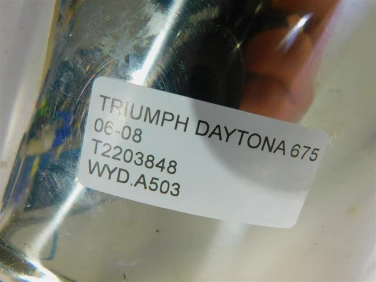 TRIUMPH DAYTONA 675
06-08
T2203848
WYD.A503